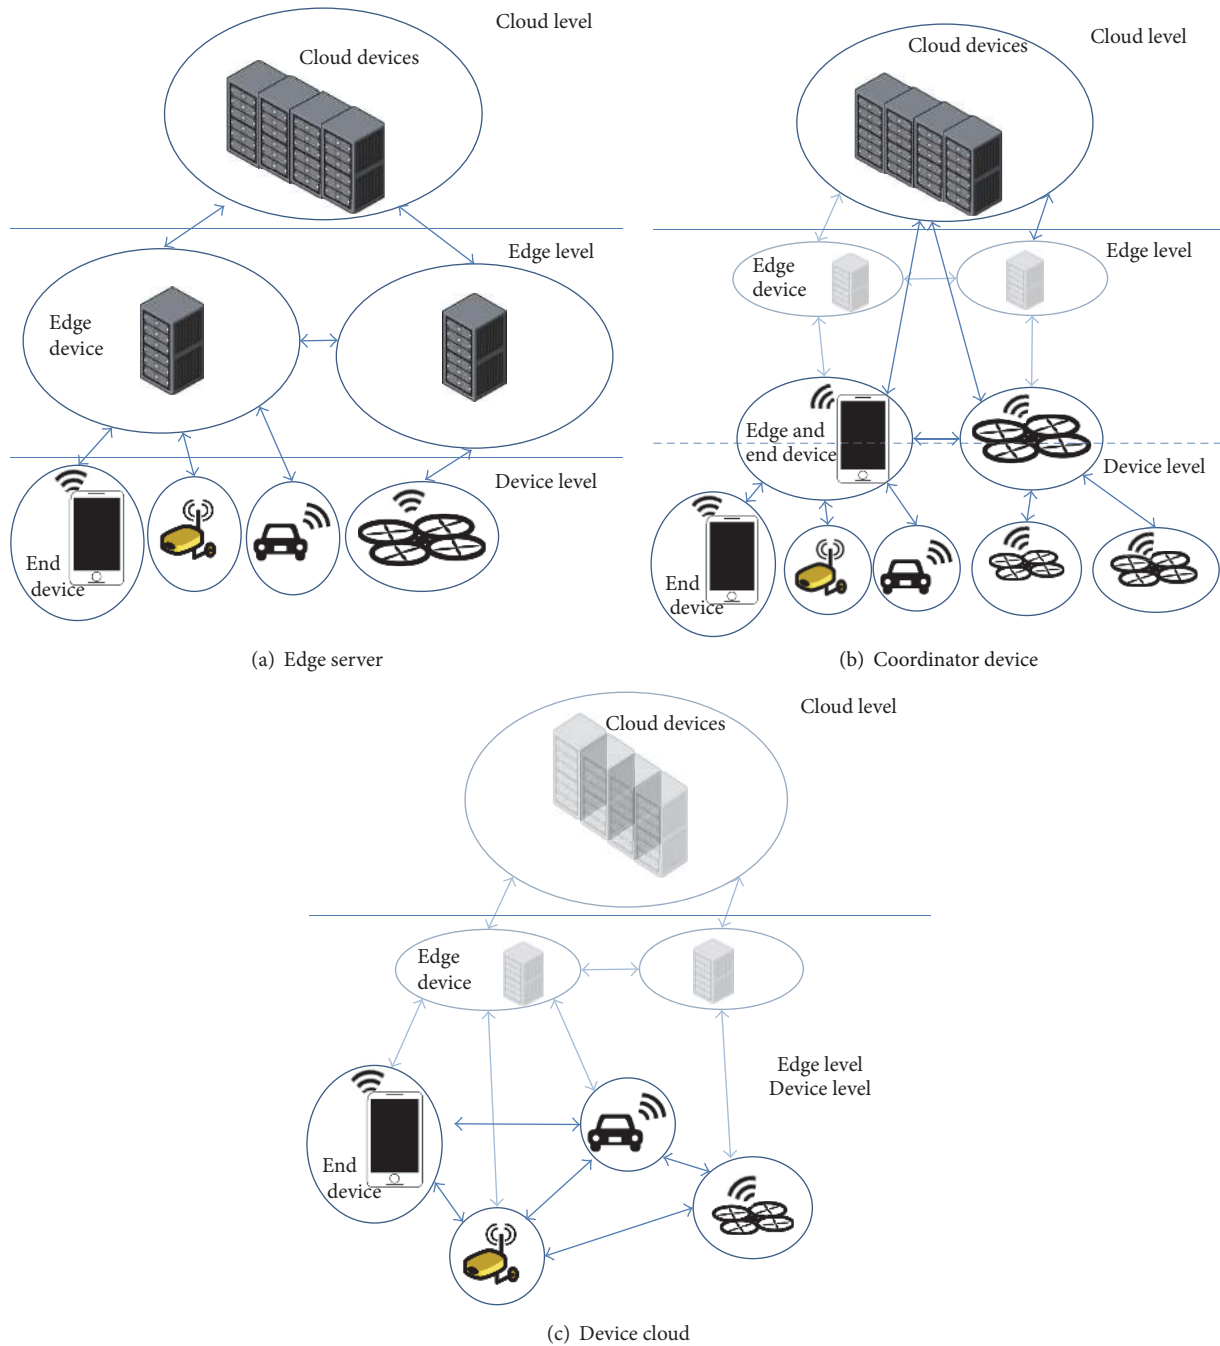 Cloud level
Cloud devices
Edge level
Edge
device
Device level
End
device
(a) Edge server
Cloud level
Cloud devices
Edge level
Edge
device
Edge and
end device
Device level
End
device
(b) Coordinator device
Cloud level
Cloud devices
Edge
device
Edge level
Device level
End
device
(c) Device cloud